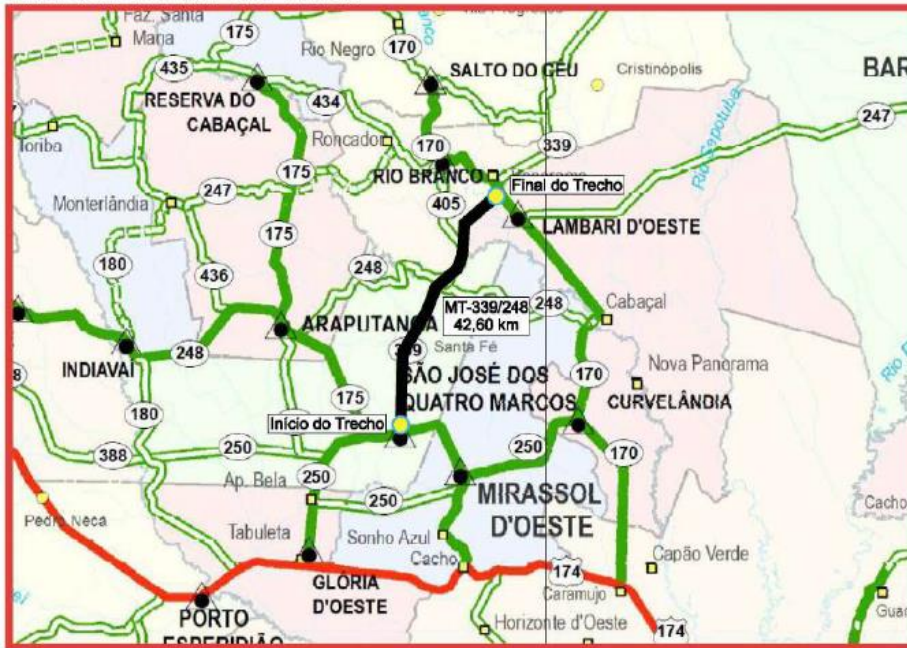 Faz. Santa
Maria
175
Rio Negro
170
435
SALTO DO CÉU
Cristinópolis
RESERVA DO
CABAÇAL
434
247
Toriba
Roncador
170
339
Rio Sapotuba
RIO BRANCO
175
247
Final do Trecho
Monterlândia
405
LAMBARI D'OESTE
175
180
436
248
MT-339/248
42,60 km
248
Cabaçal
ARAPUTANGA
INDIAVAÍ
248
Santa Fé
Nova Panorama
SÃO JOSÉ DOS
QUATRO MARCOS
170
CURVELÂNDIA
175
180
Início do Trecho
250
388
250
170
Ap. Bela
250
250
MIRASSOL
D'OESTE
Pedro Neca
Tabuleta
Sonho Azul
Cacho
Capão Verde
174
GLÓRIA
D'OESTE
Caramujo
PORTO
ESPERIDIÃO
Horizonte d'Oeste
174